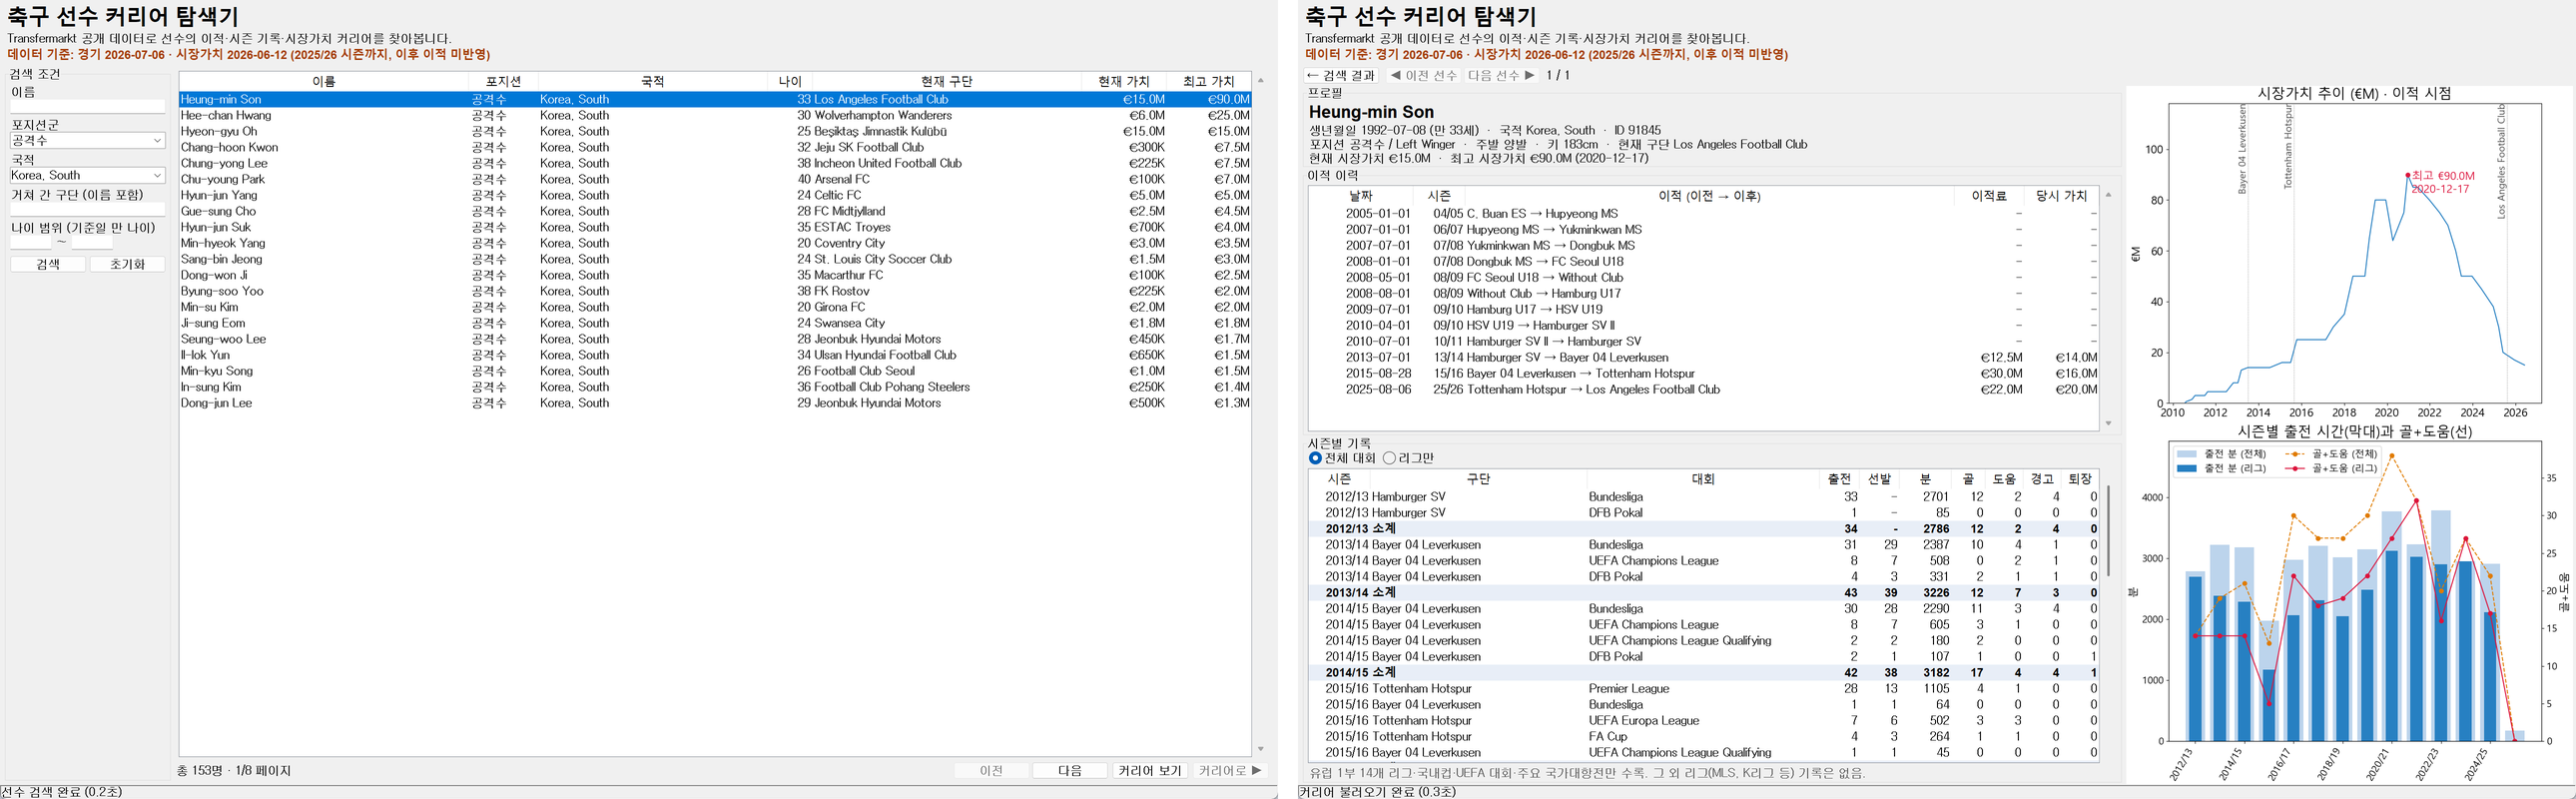 축구 선수 커리어 탐색기
Transfermarkt 공개 데이터로 선수의 이적·시즌 기록·시장가치 커리어를 찾아봅니다.
데이터 기준: 경기 2026-07-06 · 시장가치 2026-06-12 (2025/26 시즌까지, 이후 이적 미반영)
검색 조건
이름
포지션군
공격수
국적
Korea, South
거쳐 간 구단 (이름 포함)
나이 범위 (기준일 만 나이)
~
검색 초기화
이름 포지션 국적 나이 현재 구단 현재 가치 최고 가치
Heung-min Son 공격수 Korea, South 33 Los Angeles Football Club €15.0M €90.0M
Hee-chan Hwang 공격수 Korea, South 30 Wolverhampton Wanderers €6.0M €25.0M
Hyeon-gyu Oh 공격수 Korea, South 25 Beşiktaş Jimnastik Kulübü €15.0M €15.0M
Chang-hoon Kwon 공격수 Korea, South 32 Jeju SK Football Club €300K €7.5M
Chung-yong Lee 공격수 Korea, South 38 Incheon United Football Club €225K €7.5M
Chu-young Park 공격수 Korea, South 40 Arsenal FC €100K €7.0M
Hyun-jun Yang 공격수 Korea, South 24 Celtic FC €5.0M €5.0M
Gue-sung Cho 공격수 Korea, South 28 FC Midtjylland €2.5M €4.5M
Hyun-jun Suk 공격수 Korea, South 35 ESTAC Troyes €700K €4.0M
Min-hyeok Yang 공격수 Korea, South 20 Coventry City €3.0M €3.5M
Sang-bin Jeong 공격수 Korea, South 24 St. Louis City Soccer Club €1.5M €3.0M
Dong-won Ji 공격수 Korea, South 35 Macarthur FC €100K €2.5M
Byung-soo Yoo 공격수 Korea, South 38 FK Rostov €225K €2.0M
Min-su Kim 공격수 Korea, South 20 Girona FC €2.0M €2.0M
Ji-sung Eom 공격수 Korea, South 24 Swansea City €1.8M €1.8M
Seung-woo Lee 공격수 Korea, South 28 Jeonbuk Hyundai Motors €450K €1.7M
Il-lok Yun 공격수 Korea, South 34 Ulsan Hyundai Football Club €650K €1.5M
Min-kyu Song 공격수 Korea, South 26 Football Club Seoul €1.0M €1.5M
In-sung Kim 공격수 Korea, South 36 Football Club Pohang Steelers €250K €1.4M
Dong-jun Lee 공격수 Korea, South 29 Jeonbuk Hyundai Motors €500K €1.3M
총 153명 · 1/8 페이지 이전 다음 커리어 보기 커리어로 ▶
선수 검색 완료 (0.2초)
축구 선수 커리어 탐색기
Transfermarkt 공개 데이터로 선수의 이적·시즌 기록·시장가치 커리어를 찾아봅니다.
데이터 기준: 경기 2026-07-06 · 시장가치 2026-06-12 (2025/26 시즌까지, 이후 이적 미반영)
← 검색 결과 ◀ 이전 선수 다음 선수 ▶ 1 / 1
프로필
Heung-min Son
생년월일 1992-07-08 (만 33세) · 국적 Korea, South · ID 91845
포지션 공격수 / Left Winger · 주발 양발 · 키 183cm · 현재 구단 Los Angeles Football Club
현재 시장가치 €15.0M · 최고 시장가치 €90.0M (2020-12-17)
이적 이력
날짜 시즌 이적 (이전 → 이후) 이적료 당시 가치
2005-01-01 04/05 C. Buan ES → Hupyeong MS – –
2007-01-01 06/07 Hupyeong MS → Yukminkwan MS – –
2007-07-01 07/08 Yukminkwan MS → Dongbuk MS – –
2008-01-01 07/08 Dongbuk MS → FC Seoul U18 – –
2008-05-01 08/09 FC Seoul U18 → Without Club – –
2008-08-01 08/09 Without Club → Hamburg U17 – –
2009-07-01 09/10 Hamburg U17 → HSV U19 – –
2010-04-01 09/10 HSV U19 → Hamburger SV II – –
2010-07-01 10/11 Hamburger SV II → Hamburger SV – –
2013-07-01 13/14 Hamburger SV → Bayer 04 Leverkusen €12.5M €14.0M
2015-08-28 15/16 Bayer 04 Leverkusen → Tottenham Hotspur €30.0M €16.0M
2025-08-06 25/26 Tottenham Hotspur → Los Angeles Football Club €22.0M €20.0M
시즌별 기록
전체 대회 리그만
시즌 구단 대회 출전 선발 분 골 도움 경고 퇴장
2012/13 Hamburger SV Bundesliga 33 – 2701 12 2 4 0
2012/13 Hamburger SV DFB Pokal 1 – 85 0 0 0 0
2012/13 소계 34 - 2786 12 2 4 0
2013/14 Bayer 04 Leverkusen Bundesliga 31 29 2387 10 4 1 0
2013/14 Bayer 04 Leverkusen UEFA Champions League 8 7 508 0 2 1 0
2013/14 Bayer 04 Leverkusen DFB Pokal 4 3 331 2 1 1 0
2013/14 소계 43 39 3226 12 7 3 0
2014/15 Bayer 04 Leverkusen Bundesliga 30 28 2290 11 3 4 0
2014/15 Bayer 04 Leverkusen UEFA Champions League 8 7 605 3 1 0 0
2014/15 Bayer 04 Leverkusen UEFA Champions League Qualifying 2 2 180 2 0 0 0
2014/15 Bayer 04 Leverkusen DFB Pokal 2 1 107 1 0 0 1
2014/15 소계 42 38 3182 17 4 4 1
2015/16 Tottenham Hotspur Premier League 28 13 1105 4 1 0 0
2015/16 Bayer 04 Leverkusen Bundesliga 1 1 64 0 0 0 0
2015/16 Tottenham Hotspur UEFA Europa League 7 6 502 3 3 0 0
2015/16 Tottenham Hotspur FA Cup 4 3 264 1 1 0 0
2015/16 Bayer 04 Leverkusen UEFA Champions League Qualifying 1 1 45 0 0 0 0
유럽 1부 14개 리그·국내컵·UEFA 대회·주요 국가대항전만 수록. 그 외 리그(MLS, K리그 등) 기록은 없음.
커리어 불러오기 완료 (0.3초)
시장가치 추이 (€M) · 이적 시점
Bayer 04 Leverkusen
Tottenham Hotspur
Los Angeles Football Club
최고 €90.0M
2020-12-17
€M
100
80
60
40
20
0
2010 2012 2014 2016 2018 2020 2022 2024 2026
시즌별 출전 시간(막대)과 골+도움(선)
출전 분 (전체) 골+도움 (전체)
출전 분 (리그) 골+도움 (리그)
분
4000
3000
2000
1000
0
35
30
25
20
15
10
5
0
골+도움
2012/13 2014/15 2016/17 2018/19 2020/21 2022/23 2024/25